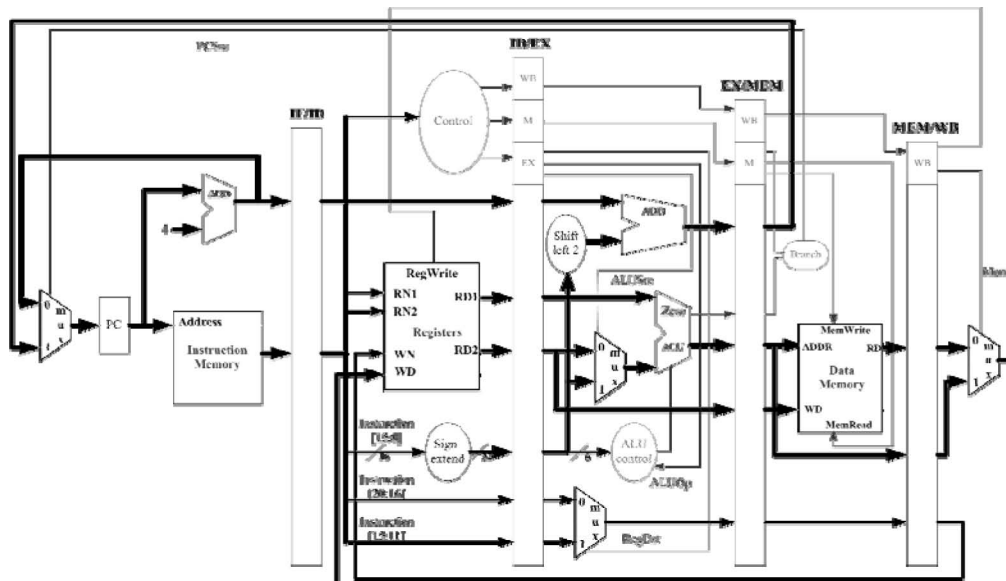 PCSrc
ID/EX
WB
EX/MEM
Control
M
IF/ID
WB
MEM/WB
EX
M
WB
ADD
ADD
4
Shift
left 2
Branch
RegWrite
ALUSrc
RN1
RD1
RN2
Registers
Zero
ALU
RD2
WN
WD
0
m
u
x
1
PC
Address
Instruction
Memory
0
m
u
x
1
MemWrite
ADDR
RD
Data
Memory
WD
MemRead
0
m
u
x
1
Instruction
[15:0]
16
Sign
extend
32
6
ALU
control
ALUOp
Instruction
[20:16]
0
m
u
x
1
Instruction
[15:11]
RegDst